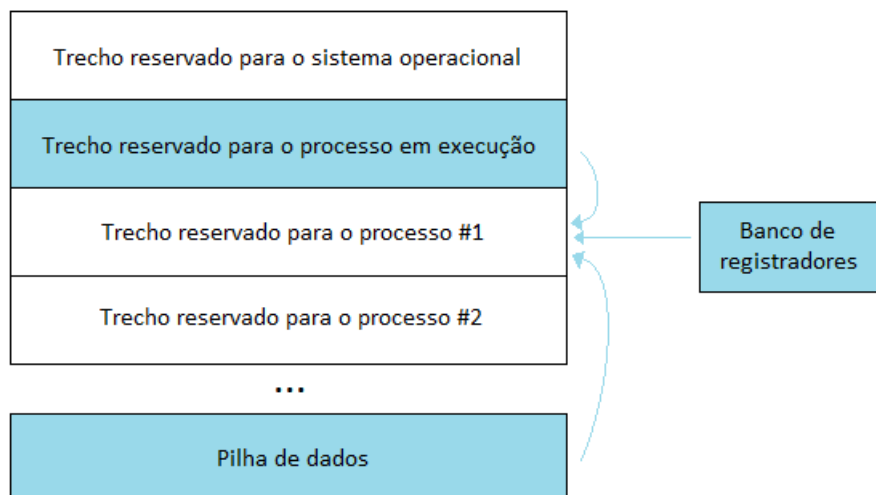 Trecho reservado para o sistema operacional
Trecho reservado para o processo em execução
Trecho reservado para o processo #1
Trecho reservado para o processo #2
...
Pilha de dados
Banco de
registradores